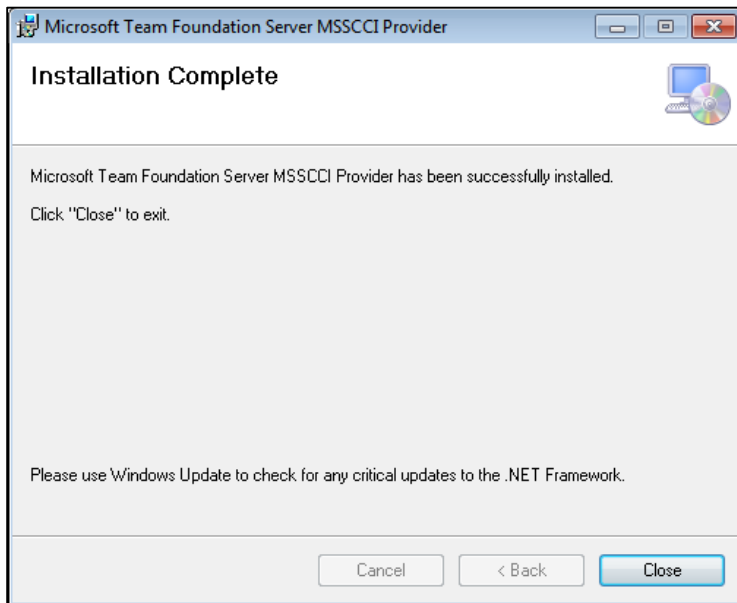 Microsoft Team Foundation Server MSSCCI Provider
Installation Complete
Microsoft Team Foundation Server MSSCCI Provider has been successfully installed.
Click "Close" to exit.
Please use Windows Update to check for any critical updates to the .NET Framework.
Cancel
< Back
Close